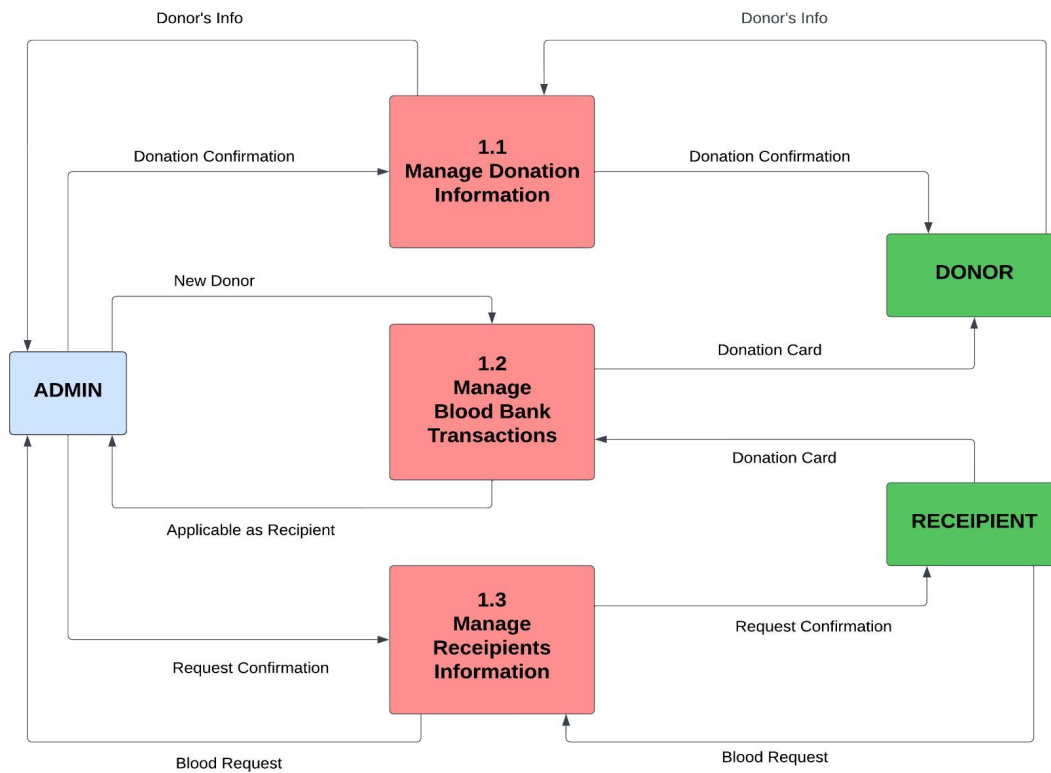 Donor's Info
Donor's Info
1.1
Manage Donation
Information
Donation Confirmation
Donation Confirmation
DONOR
New Donor
1.2
Manage
Blood Bank
Transactions
Donation Card
ADMIN
Donation Card
RECEIPIENT
Applicable as Recipient
1.3
Manage
Receipients
Information
Request Confirmation
Request Confirmation
Blood Request
Blood Request